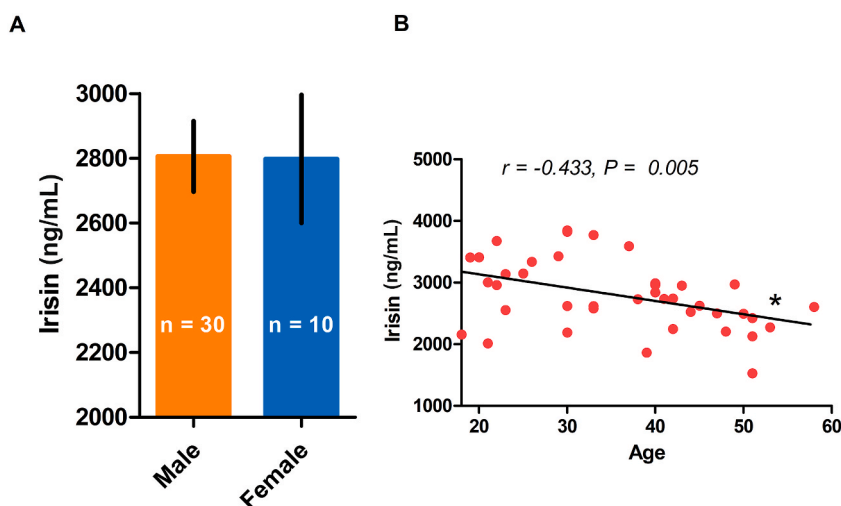 A
Irisin (ng/mL)
3000
2800
2600
2400
2200
2000
n = 30
n = 10
Male
Female
B
Irisin (ng/mL)
5000
4000
3000
2000
1000
r = -0.433, P = 0.005
*
20 30 40 50 60
Age